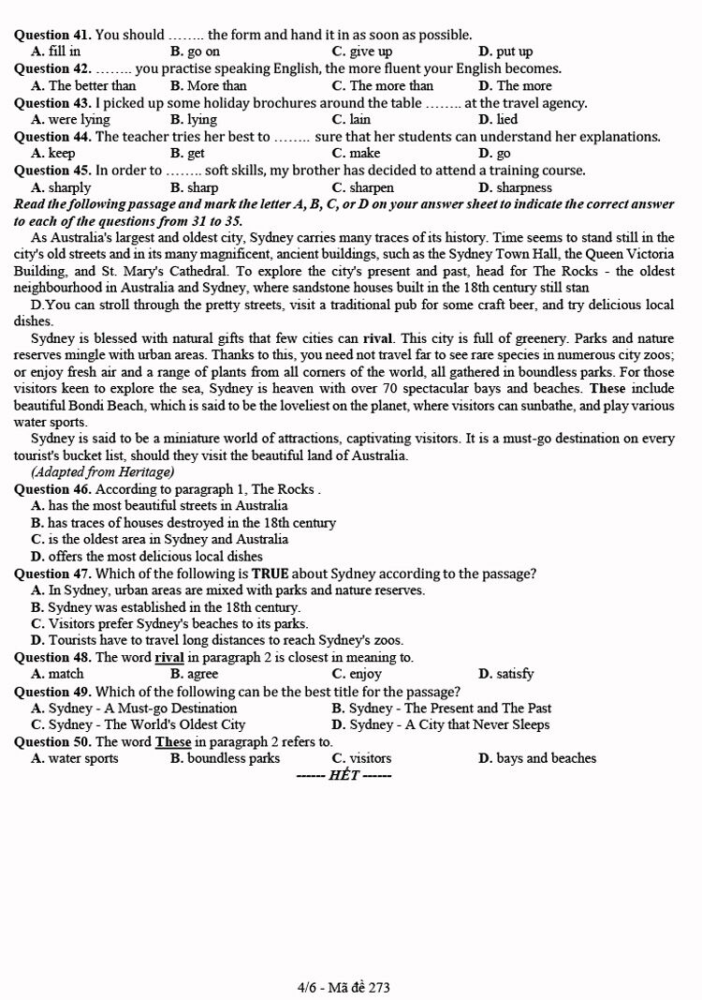 Question 41. You should …….. the form and hand it in as soon as possible.
A. fill in B. go on C. give up D. put up
Question 42. …….. you practise speaking English, the more fluent your English becomes.
A. The better than B. More than C. The more than D. The more
Question 43. I picked up some holiday brochures around the table …….. at the travel agency.
A. were lying B. lying C. lain D. lied
Question 44. The teacher tries her best to …….. sure that her students can understand her explanations.
A. keep B. get C. make D. go
Question 45. In order to …….. soft skills, my brother has decided to attend a training course.
A. sharply B. sharp C. sharpen D. sharpness
Read the following passage and mark the letter A, B, C, or D on your answer sheet to indicate the correct answer
to each of the questions from 31 to 35.
As Australia's largest and oldest city, Sydney carries many traces of its history. Time seems to stand still in the
city's old streets and in its many magnificent, ancient buildings, such as the Sydney Town Hall, the Queen Victoria
Building, and St. Mary's Cathedral. To explore the city's present and past, head for The Rocks - the oldest
neighbourhood in Australia and Sydney, where sandstone houses built in the 18th century still stan
D.You can stroll through the pretty streets, visit a traditional pub for some craft beer, and try delicious local
dishes.
Sydney is blessed with natural gifts that few cities can rival. This city is full of greenery. Parks and nature
reserves mingle with urban areas. Thanks to this, you need not travel far to see rare species in numerous city zoos;
or enjoy fresh air and a range of plants from all corners of the world, all gathered in boundless parks. For those
visitors keen to explore the sea, Sydney is heaven with over 70 spectacular bays and beaches. These include
beautiful Bondi Beach, which is said to be the loveliest on the planet, where visitors can sunbathe, and play various
water sports.
Sydney is said to be a miniature world of attractions, captivating visitors. It is a must-go destination on every
tourist's bucket list, should they visit the beautiful land of Australia.
(Adapted from Heritage)
Question 46. According to paragraph 1, The Rocks .
A. has the most beautiful streets in Australia
B. has traces of houses destroyed in the 18th century
C. is the oldest area in Sydney and Australia
D. offers the most delicious local dishes
Question 47. Which of the following is TRUE about Sydney according to the passage?
A. In Sydney, urban areas are mixed with parks and nature reserves.
B. Sydney was established in the 18th century.
C. Visitors prefer Sydney's beaches to its parks.
D. Tourists have to travel long distances to reach Sydney's zoos.
Question 48. The word rival in paragraph 2 is closest in meaning to.
A. match B. agree C. enjoy D. satisfy
Question 49. Which of the following can be the best title for the passage?
A. Sydney - A Must-go Destination B. Sydney - The Present and The Past
C. Sydney - The World's Oldest City D. Sydney - A City that Never Sleeps
Question 50. The word These in paragraph 2 refers to.
A. water sports B. boundless parks C. visitors D. bays and beaches
------ HẾT ------
4/6 - Mã đề 273